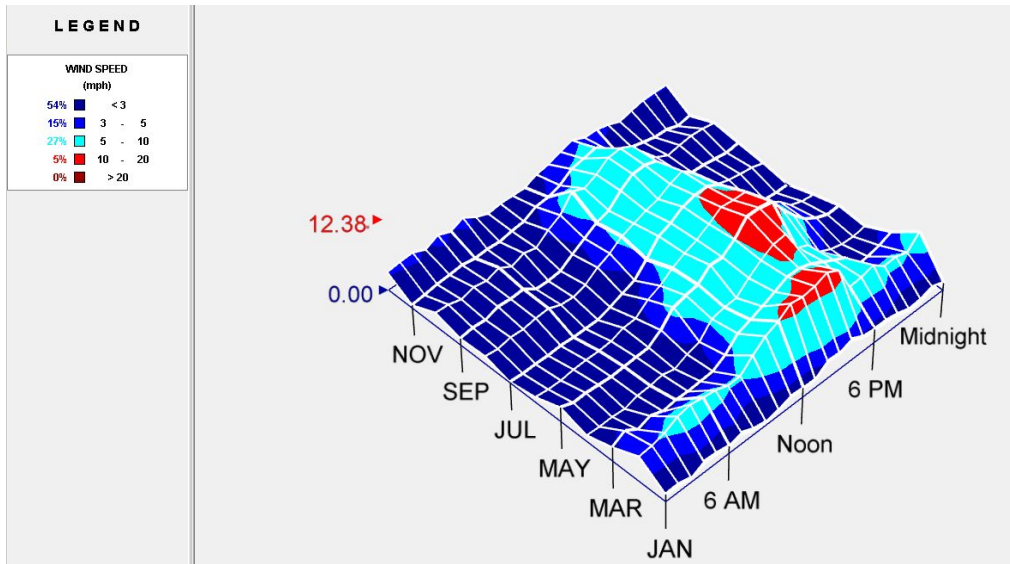 LEGEND
WIND SPEED
(mph)
54% < 3
15% 3 - 5
27% 5 - 10
5% 10 - 20
0% > 20
12.38
0.00
NOV
SEP
JUL
MAY
MAR
JAN
6 AM
Noon
6 PM
Midnight